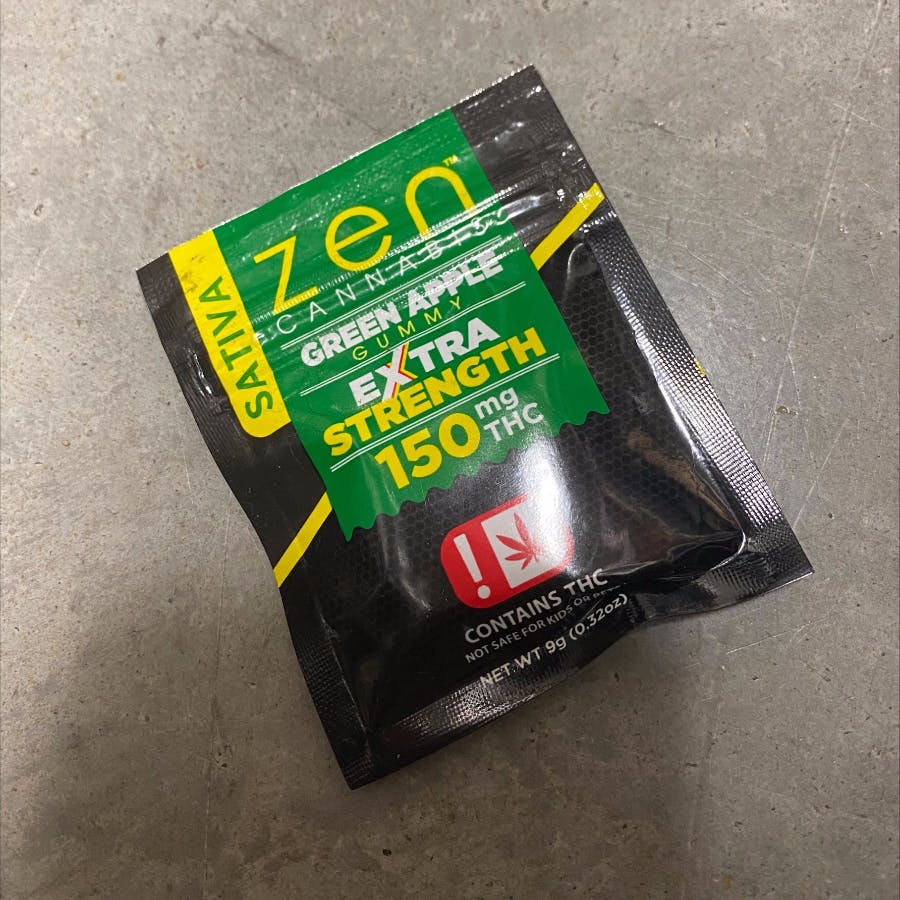 SATIVA
zen™
CANNABIS
GREEN APPLE
GUMMY
EXTRA
STRENGTH
150 mg THC
!
CONTAINS THC
NOT SAFE FOR KIDS OR
NET WT 9g (0.32oz)